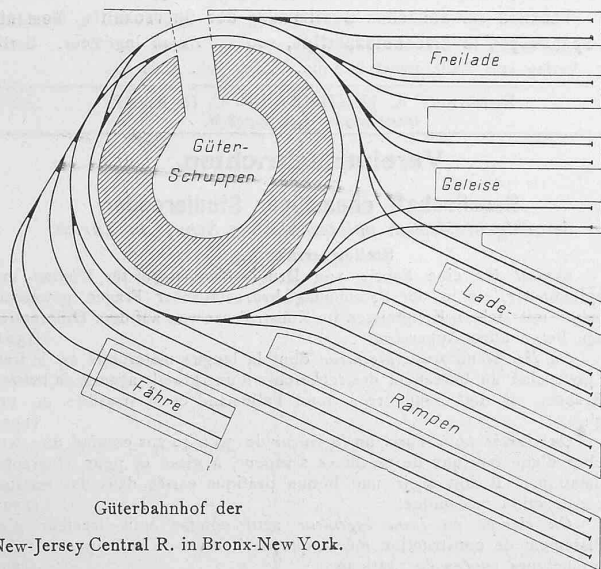 Freilade
Güter-
Schuppen
Geleise
Lade-
Rampen
Fähre
Güterbahnhof der
New-Jersey Central R. in Bronx-New York.